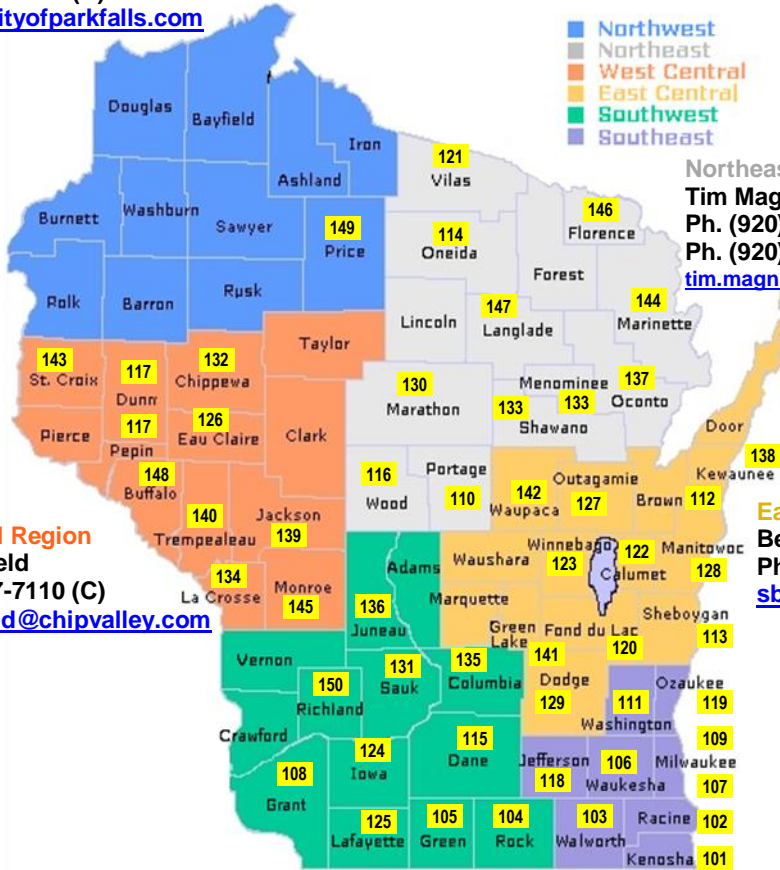 ityofparkfalls.com
Northwest
Northeast
West Central
East Central
Southwest
Southeast
Tim Mag
Ph. (920)
Ph. (920)
tim.magn
Douglas
Bayfield
Iron
Ashland
121
Vilas
Burnett
Washburn
Sawyer
149
Price
114
Oneida
146
Florence
Forest
Polk
Barron
Rusk
Lincoln
147
Langlade
144
Marinette
Taylor
143
St. Croix
117
Dunn
132
Chippewa
130
Marathon
Menominee
133
133
Shawano
137
Oconto
Pierce
117
Pepin
126
Eau Claire
Clark
Door
138
Kewaunee
148
Buffalo
116
Wood
Portage
110
142
Waupaca
Outagamie
127
Brown
112
140
Trempealeau
Jackson
139
Region
eld
7-7110 (C)
d@chipvalley.com
Ea
Be
Ph
sb
Adams
Waushara
Winnebago
123
122
Calumet
Manitowoc
128
134
La Crosse
Monroe
145
136
Juneau
Marquette
Green
Lake
Fond du Lac
120
Sheboygan
113
Vernon
150
Richland
131
Sauk
135
Columbia
141
Dodge
129
111
Washington
Ozaukee
119
Crawford
109
Milwaukee
107
108
Grant
124
Iowa
115
Dane
Jefferson
118
106
Waukesha
125
Lafayette
105
Green
104
Rock
103
Walworth
Racine
102
Kenosha
101